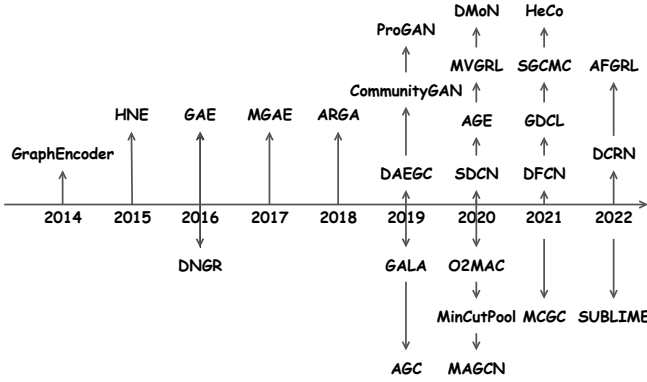 DMoN HeCo
ProGAN
MVGRL SGCMC AFGRL
CommunityGAN
HNE GAE MGAE ARGA AGE GDCL
GraphEncoder DCRN
DAEGC SDCN DFCN
2014 2015 2016 2017 2018 2019 2020 2021 2022
DNGR GALA O2MAC
MinCutPool MCGC SUBLIME
AGC MAGCN